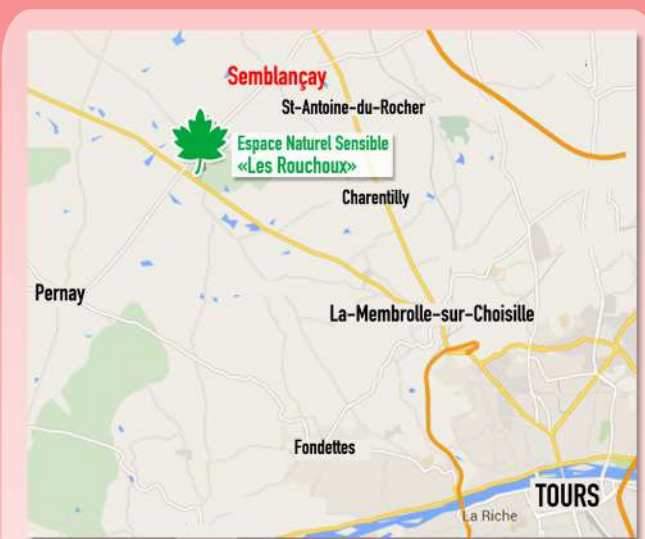 Semblançay
St-Antoine-du-Rocher
Espace Naturel Sensible
«Les Rouchoux»
Charentilly
Pernay
La-Membrolle-sur-Choisille
Fondettes
TOURS
La Riche